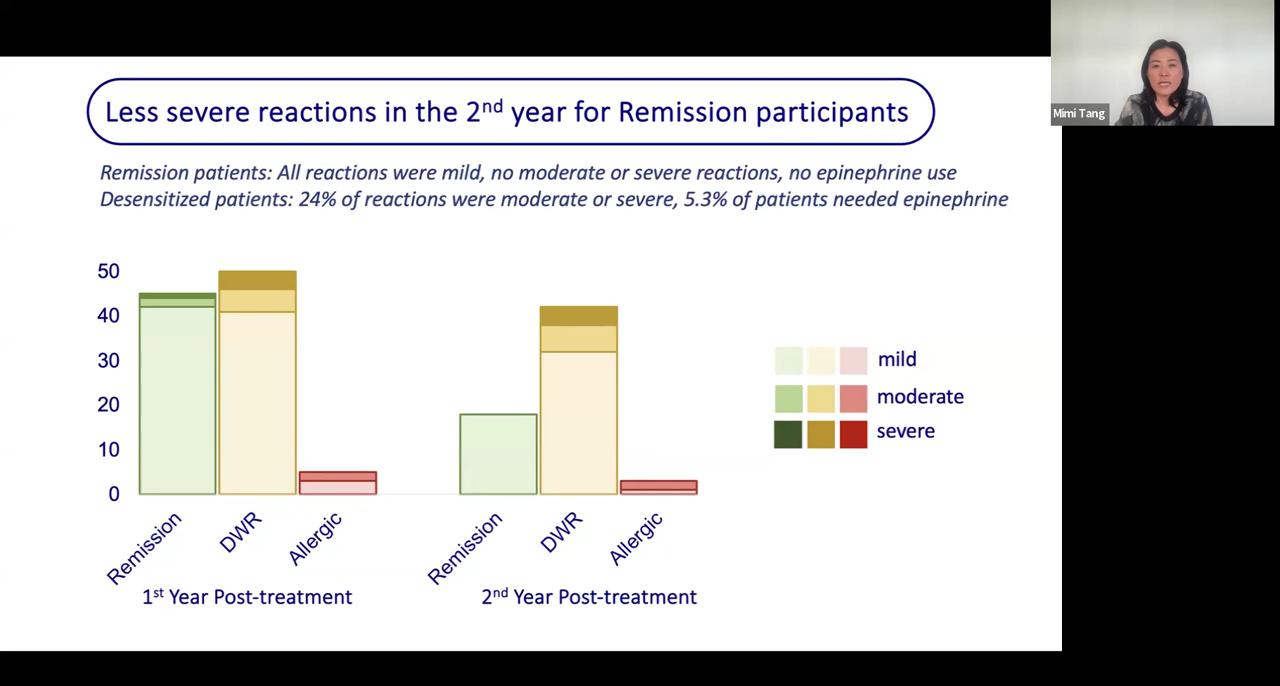 Mimi Tang
Less severe reactions in the 2nd year for Remission participants
Remission patients: All reactions were mild, no moderate or severe reactions, no epinephrine use
Desensitized patients: 24% of reactions were moderate or severe, 5.3% of patients needed epinephrine
50
40
30
20
10
0
mild
moderate
severe
Remission
DWR
Allergic
Remission
DWR
Allergic
1st Year Post-treatment
2nd Year Post-treatment